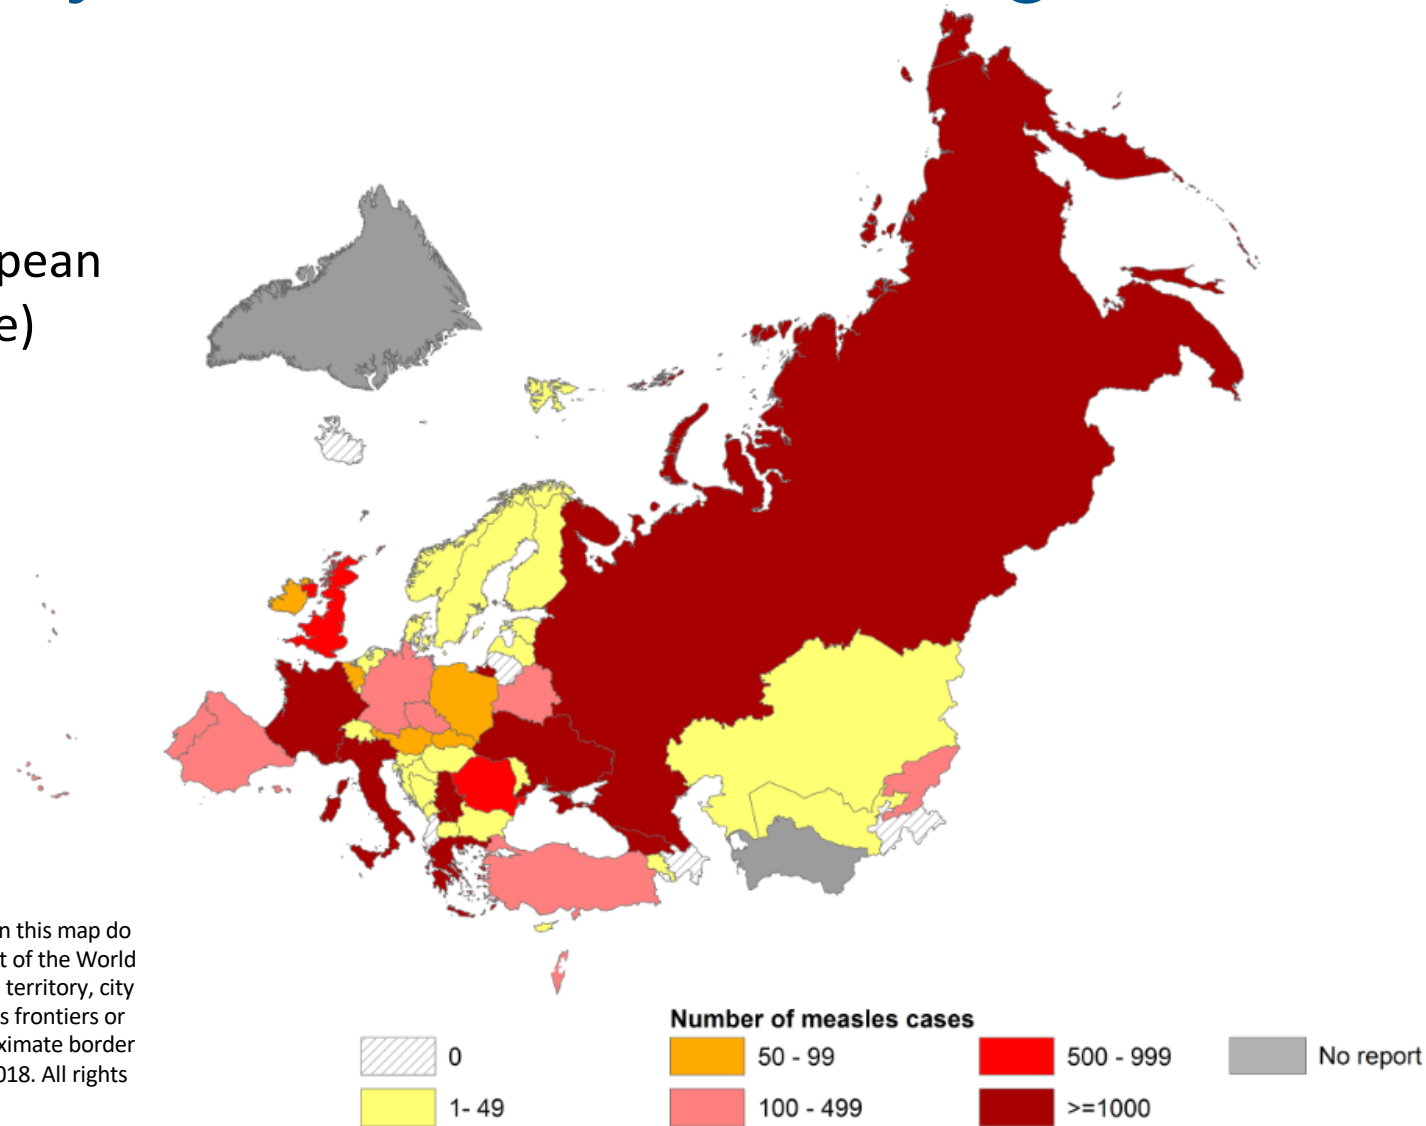 pean
e)
n this map do
t of the World
territory, city
s frontiers or
ximate border
018. All rights
Number of measles cases
0
50 - 99
500 - 999
No report
1- 49
100 - 499
>=1000